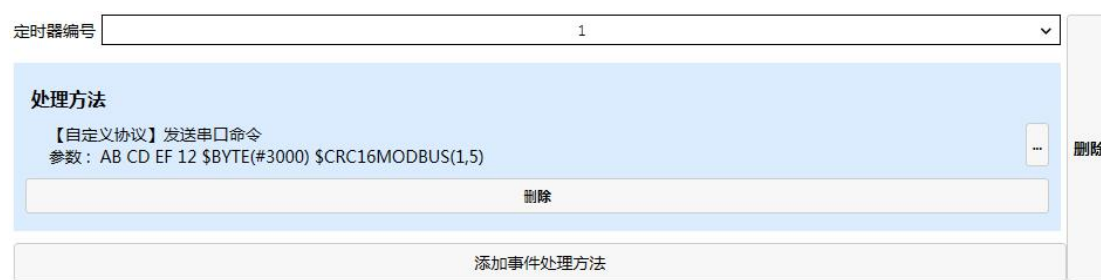 定时器编号 1
处理方法
【自定义协议】发送串口命令
参数： AB CD EF 12 $BYTE(#3000) $CRC16MODBUS(1,5)
...
删除
删除
添加事件处理方法